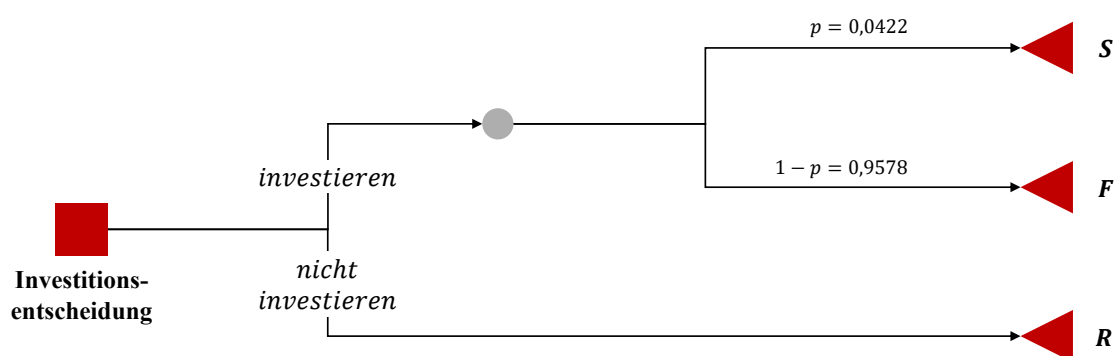 p = 0,0422
S
investieren
1 − p = 0,9578
F
Investitions-
entscheidung
nicht
investieren
R